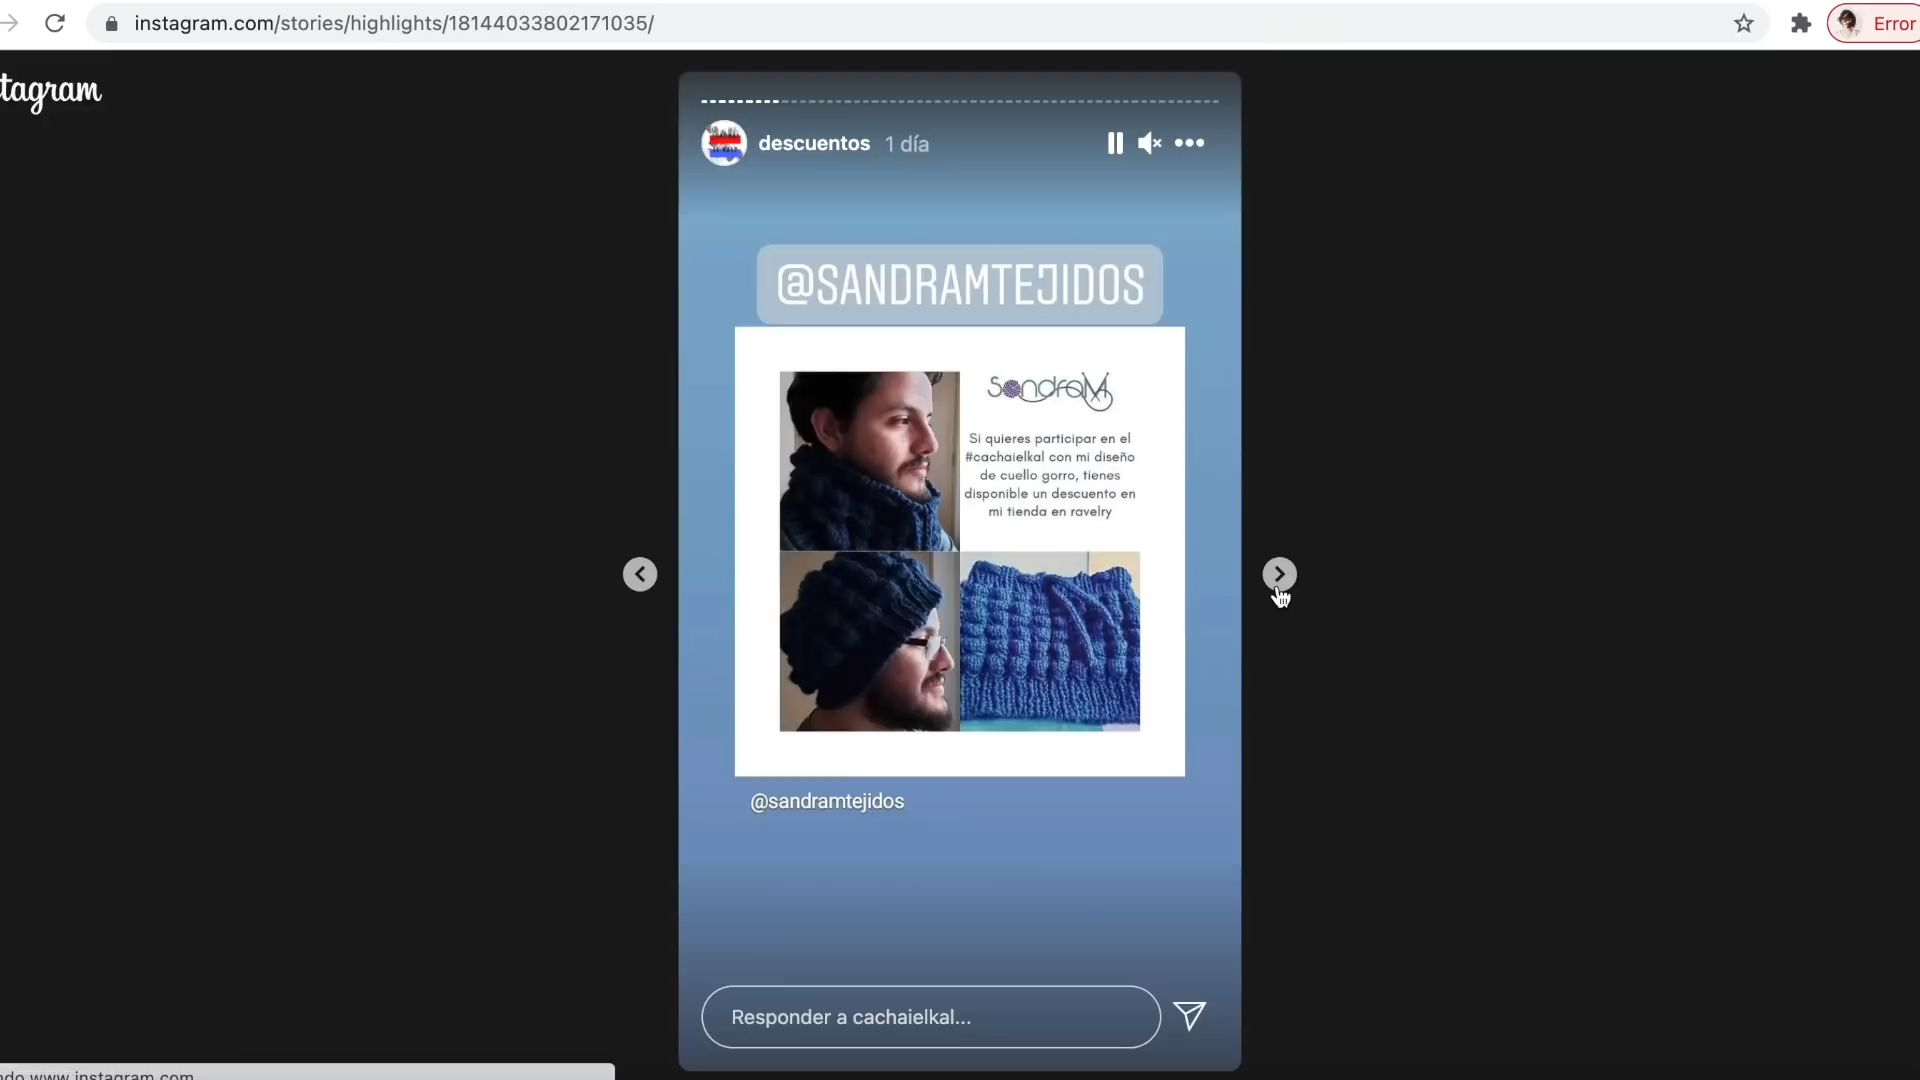 instagram.com/stories/highlights/18144033802171035/
Error
tagram
descuentos 1 día
@SANDRAMTEJIDOS
SandraM
Si quieres participar en el
#cachaielkal con mi diseño
de cuello gorro, tienes
disponible un descuento en
mi tienda en ravelry
@sandramtejidos
Responder a cachaielkal...
ndo www.instagram.com